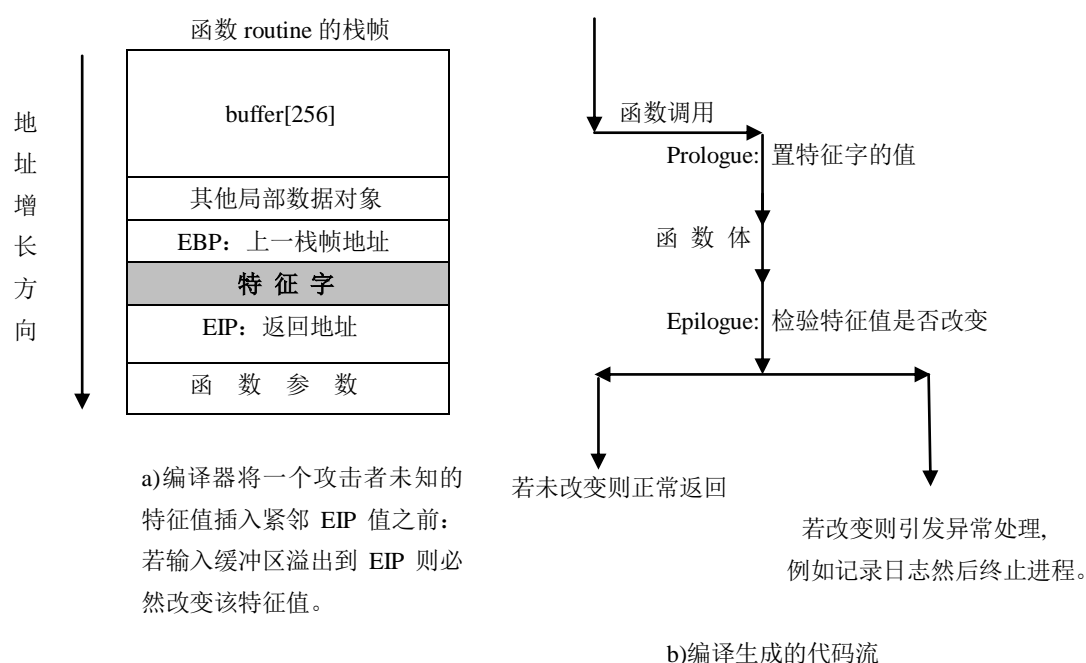 函数 routine 的栈帧
地
址
增
长
方
向
buffer[256]
其他局部数据对象
EBP：上一栈帧地址
特 征 字
EIP：返回地址
函 数 参 数
a)编译器将一个攻击者未知的
特征值插入紧邻 EIP 值之前：
若输入缓冲区溢出到 EIP 则必
然改变该特征值。
函数调用
Prologue: 置特征字的值
函 数 体
Epilogue: 检验特征值是否改变
若未改变则正常返回
若改变则引发异常处理,
例如记录日志然后终止进程。
b)编译生成的代码流